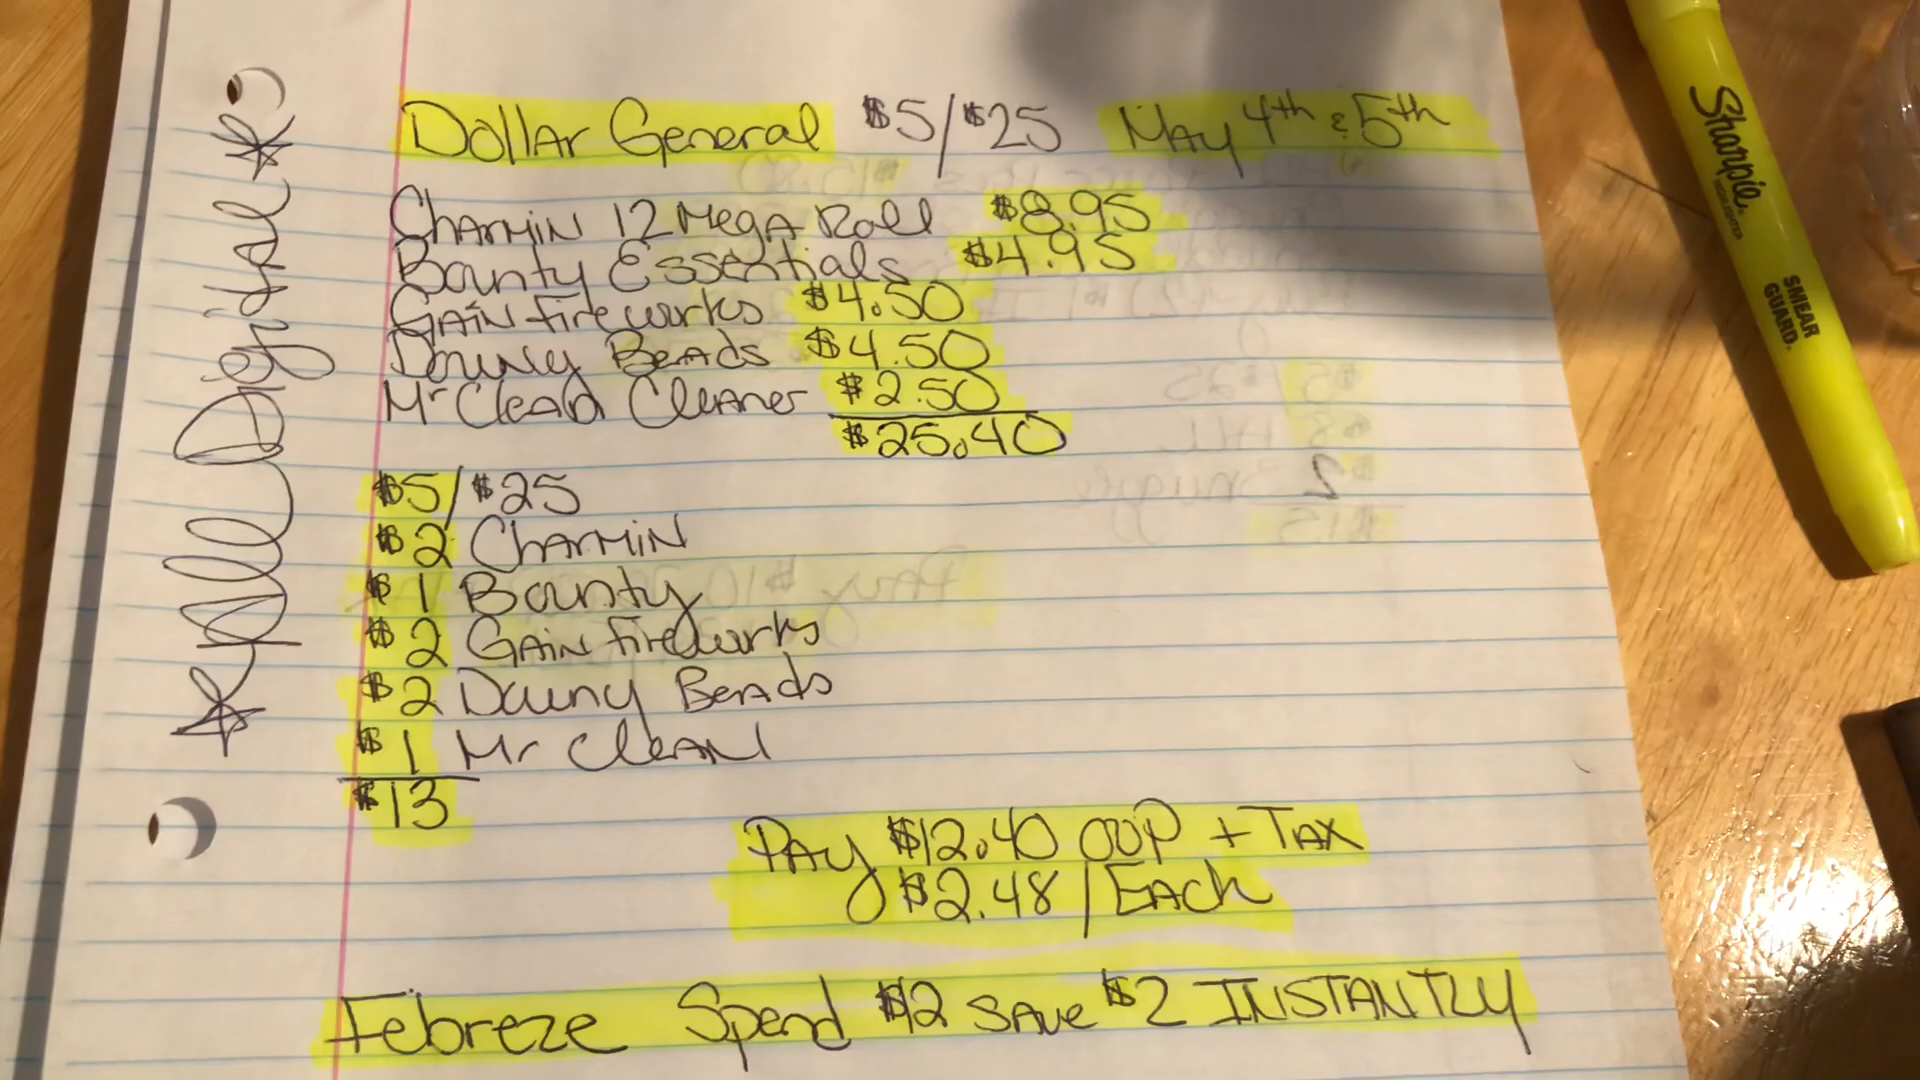 Dollar General $5/$25 May 4th & 5th
Charmin 12 Mega Roll $8.95
Bounty Essentials $4.95
Gain fireworks $4.50
Downy Beads $4.50
Mr Clean Cleaner $2.50
$25.40
$5/$25
$2 Charmin
$1 Bounty
$2 Gain fireworks
$2 Downy Beads
$1 Mr Clean
$13
Pay $12.40 OOP + Tax
$2.48/Each
Febreze Spend $12 save $2 INSTANTLY
*All Digital*
Sharpie
SMEAR
GUARD.